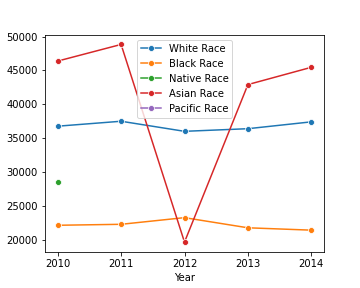 50000
45000
40000
35000
30000
25000
20000
White Race
Black Race
Native Race
Asian Race
Pacific Race
2010 2011 2012 2013 2014
Year